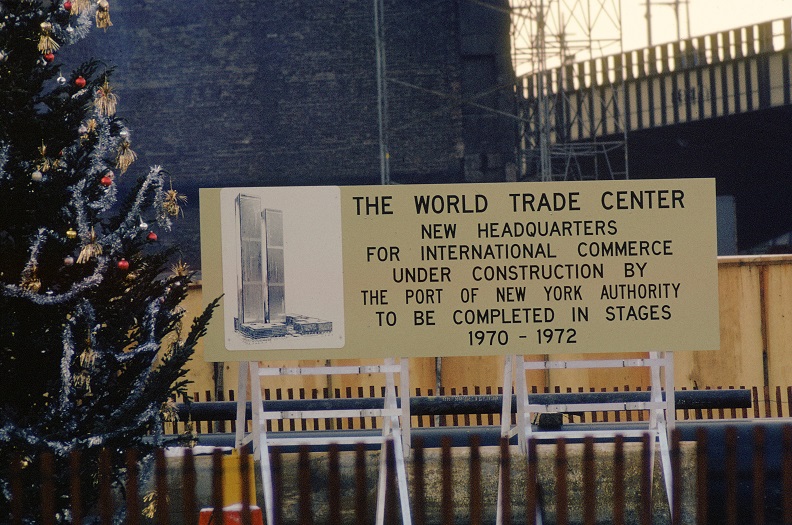 THE WORLD TRADE CENTER
NEW HEADQUARTERS
FOR INTERNATIONAL COMMERCE
UNDER CONSTRUCTION BY
THE PORT OF NEW YORK AUTHORITY
TO BE COMPLETED IN STAGES
1970 - 1972